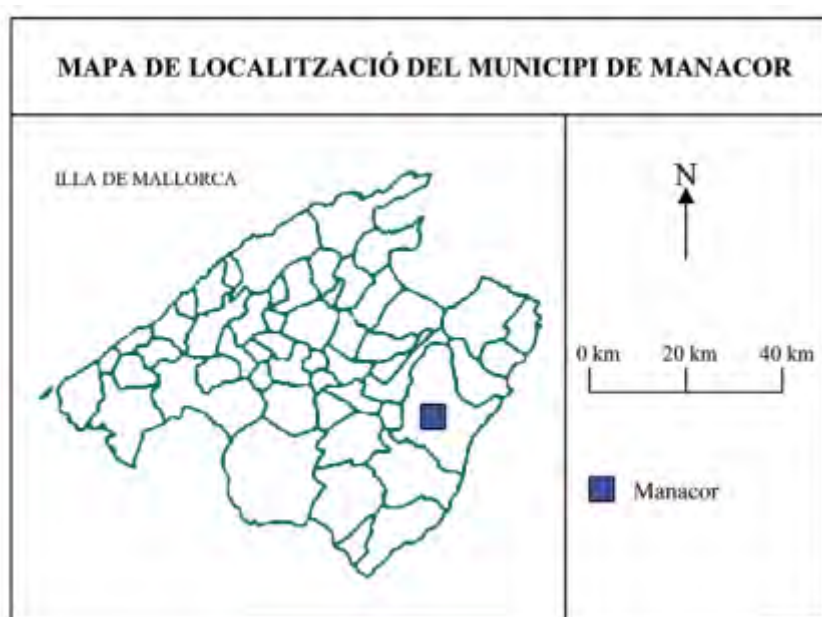 MAPA DE LOCALITZACIÓ DEL MUNICIPI DE MANACOR
ILLA DE MALLORCA
N
0 km 20 km 40 km
Manacor